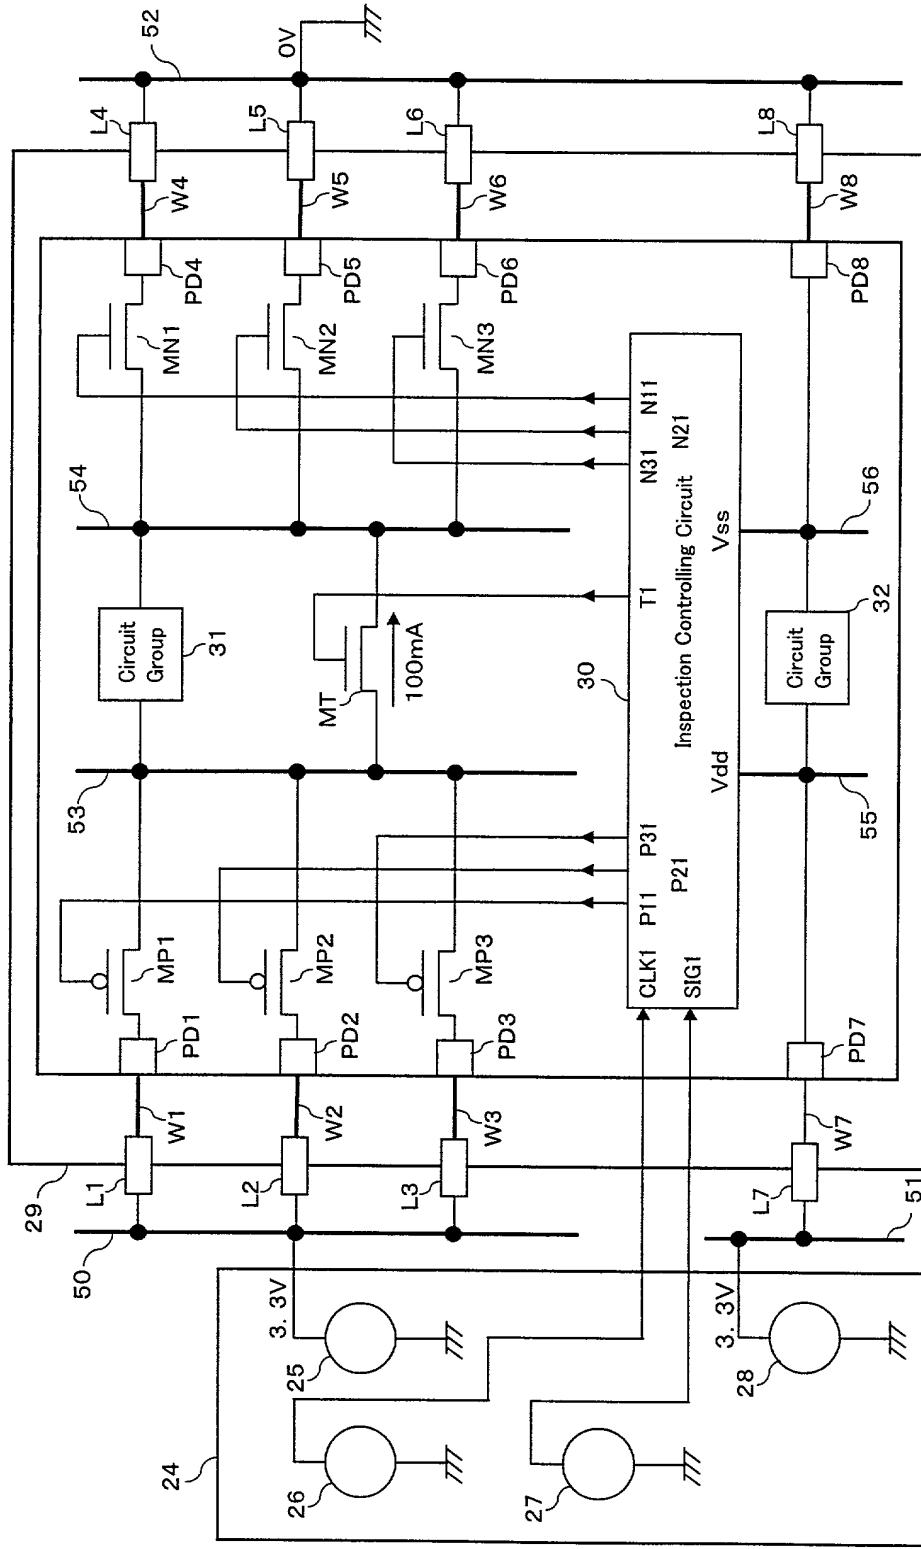 52
0V
L4
L5
L6
L8
W4
W5
W6
W8
PD4
PD5
PD6
PD8
MN1
MN2
MN3
54
N11
N21
N31
Vss
56
Circuit
Group
31
MT
100mA
T1
30
Inspection Controlling Circuit
Circuit
Group
32
53
Vdd
55
P31
P21
P11
CLK1
SIG1
MP1
MP2
MP3
PD1
PD2
PD3
PD7
W1
W2
W3
W7
29
L1
L2
L3
L7
50
51
3. 3V
25
3. 3V
28
24
26
27